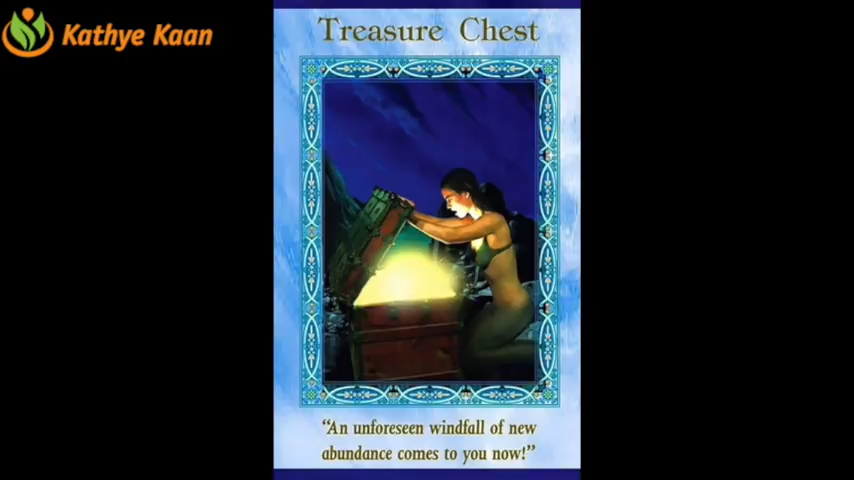 Kathye Kaan
Treasure Chest
“An unforeseen windfall of new
abundance comes to you now!”